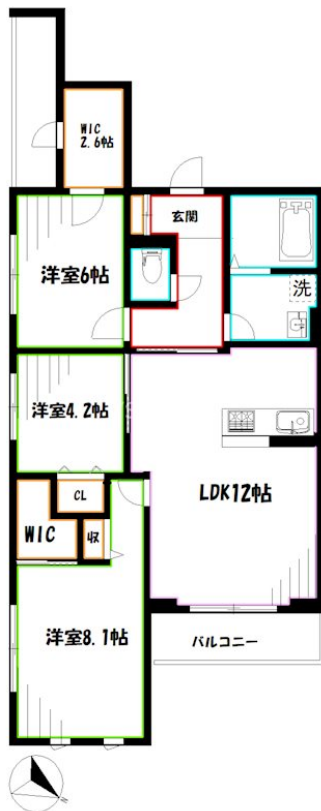 WIC
2.6帖
玄関
洋室6帖
洗
洋室4.2帖
LDK12帖
CL
WIC
収
洋室8.1帖
バルコニー
N